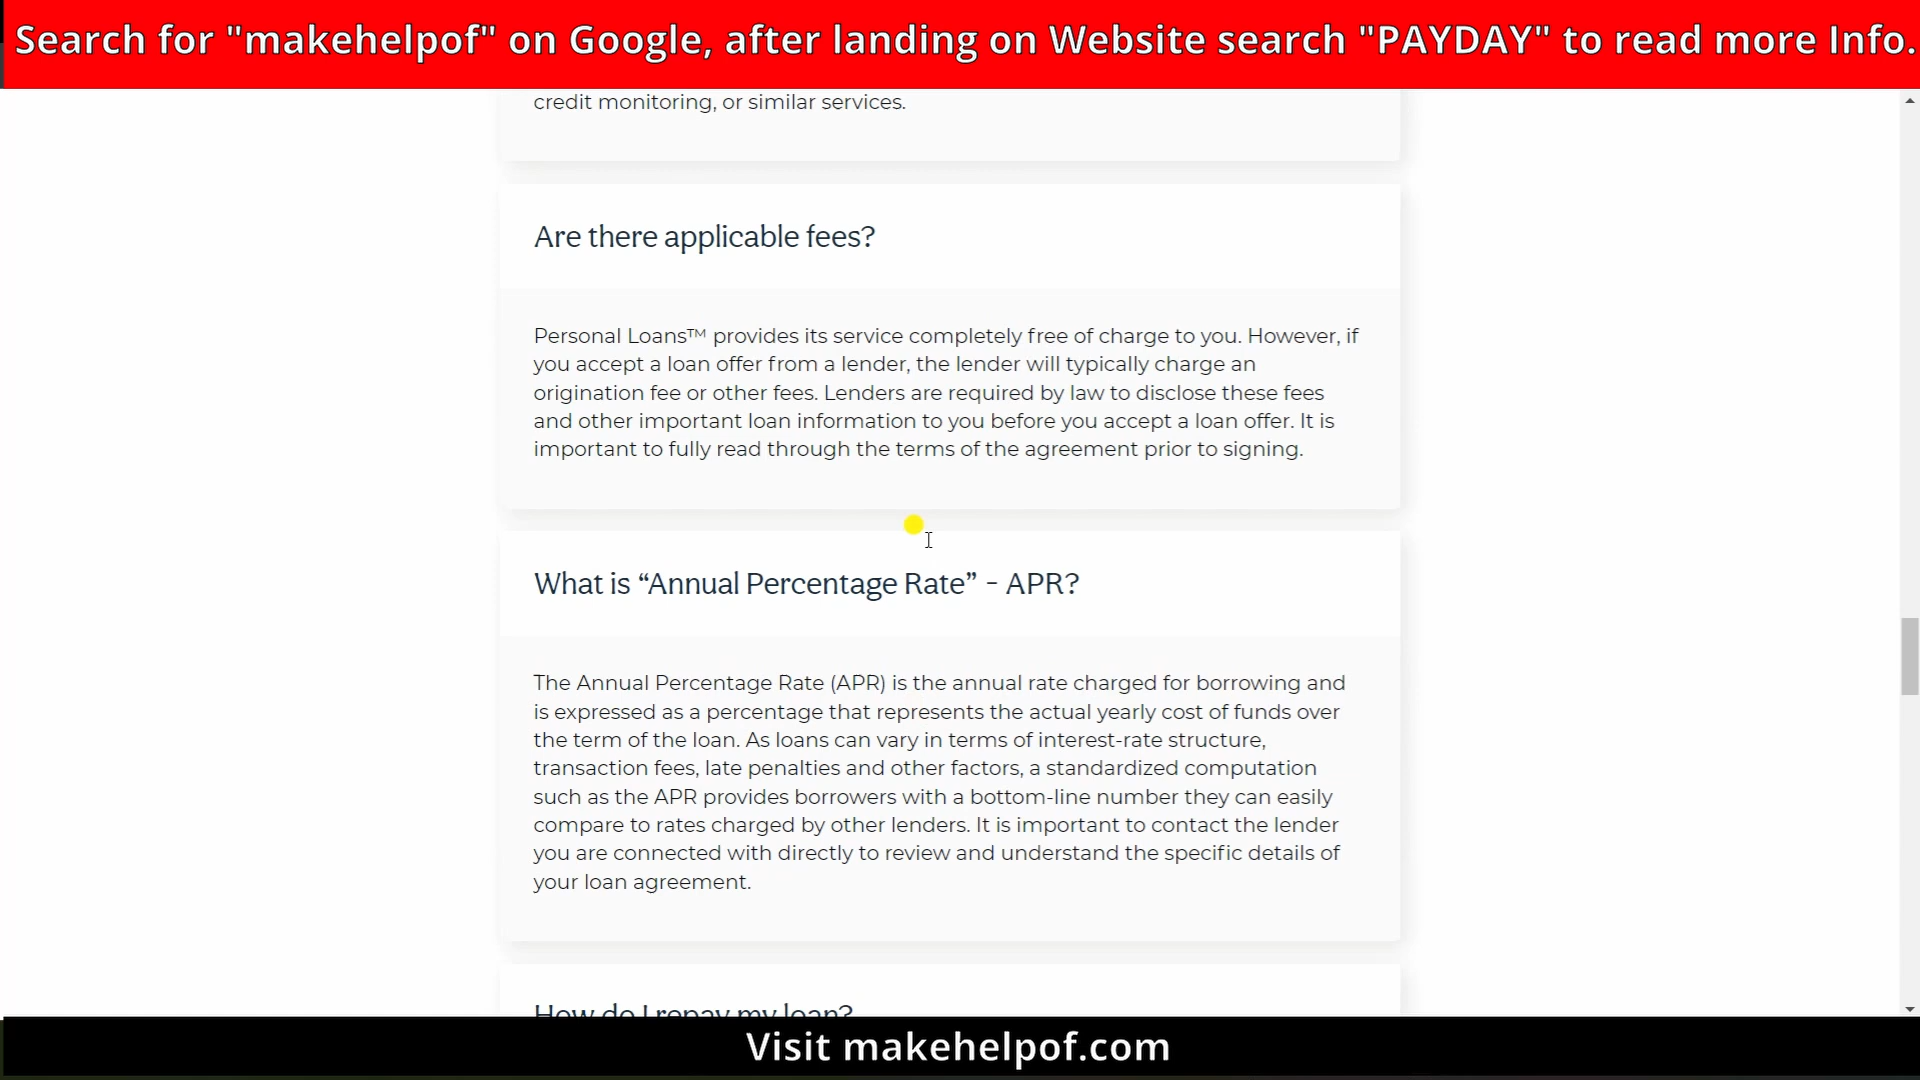 Search for "makehelpof" on Google, after landing on Website search "PAYDAY" to read more Info.
credit monitoring, or similar services.
Are there applicable fees?
Personal Loans™ provides its service completely free of charge to you. However, if
you accept a loan offer from a lender, the lender will typically charge an
origination fee or other fees. Lenders are required by law to disclose these fees
and other important loan information to you before you accept a loan offer. It is
important to fully read through the terms of the agreement prior to signing.
What is “Annual Percentage Rate” - APR?
The Annual Percentage Rate (APR) is the annual rate charged for borrowing and
is expressed as a percentage that represents the actual yearly cost of funds over
the term of the loan. As loans can vary in terms of interest-rate structure,
transaction fees, late penalties and other factors, a standardized computation
such as the APR provides borrowers with a bottom-line number they can easily
compare to rates charged by other lenders. It is important to contact the lender
you are connected with directly to review and understand the specific details of
your loan agreement.
How do I repay my loan?
Visit makehelpof.com